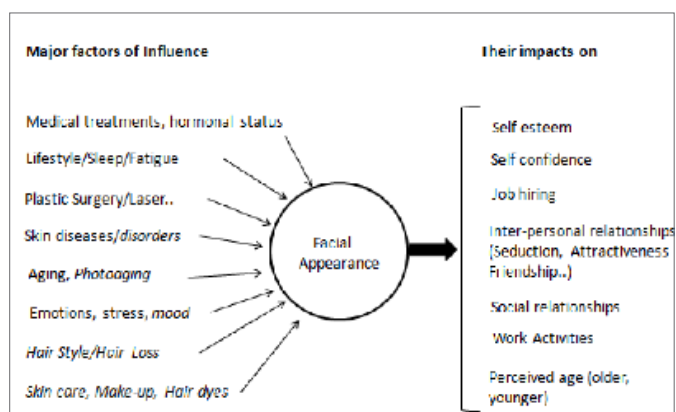 Major factors of Influence
Their impacts on
Medical treatments, hormonal status
Lifestyle/Sleep/Fatigue
Plastic Surgery/Laser..
Skin diseases/disorders
Aging, Photoaging
Emotions, stress, mood
Hair Style/Hair Loss
Skin care, Make-up, Hair dyes
Facial
Appearance
Self esteem
Self confidence
Job hiring
Inter-personal relationships
(Seduction, Attractiveness
Friendship..)
Social relationships
Work Activities
Perceived age (older,
younger)